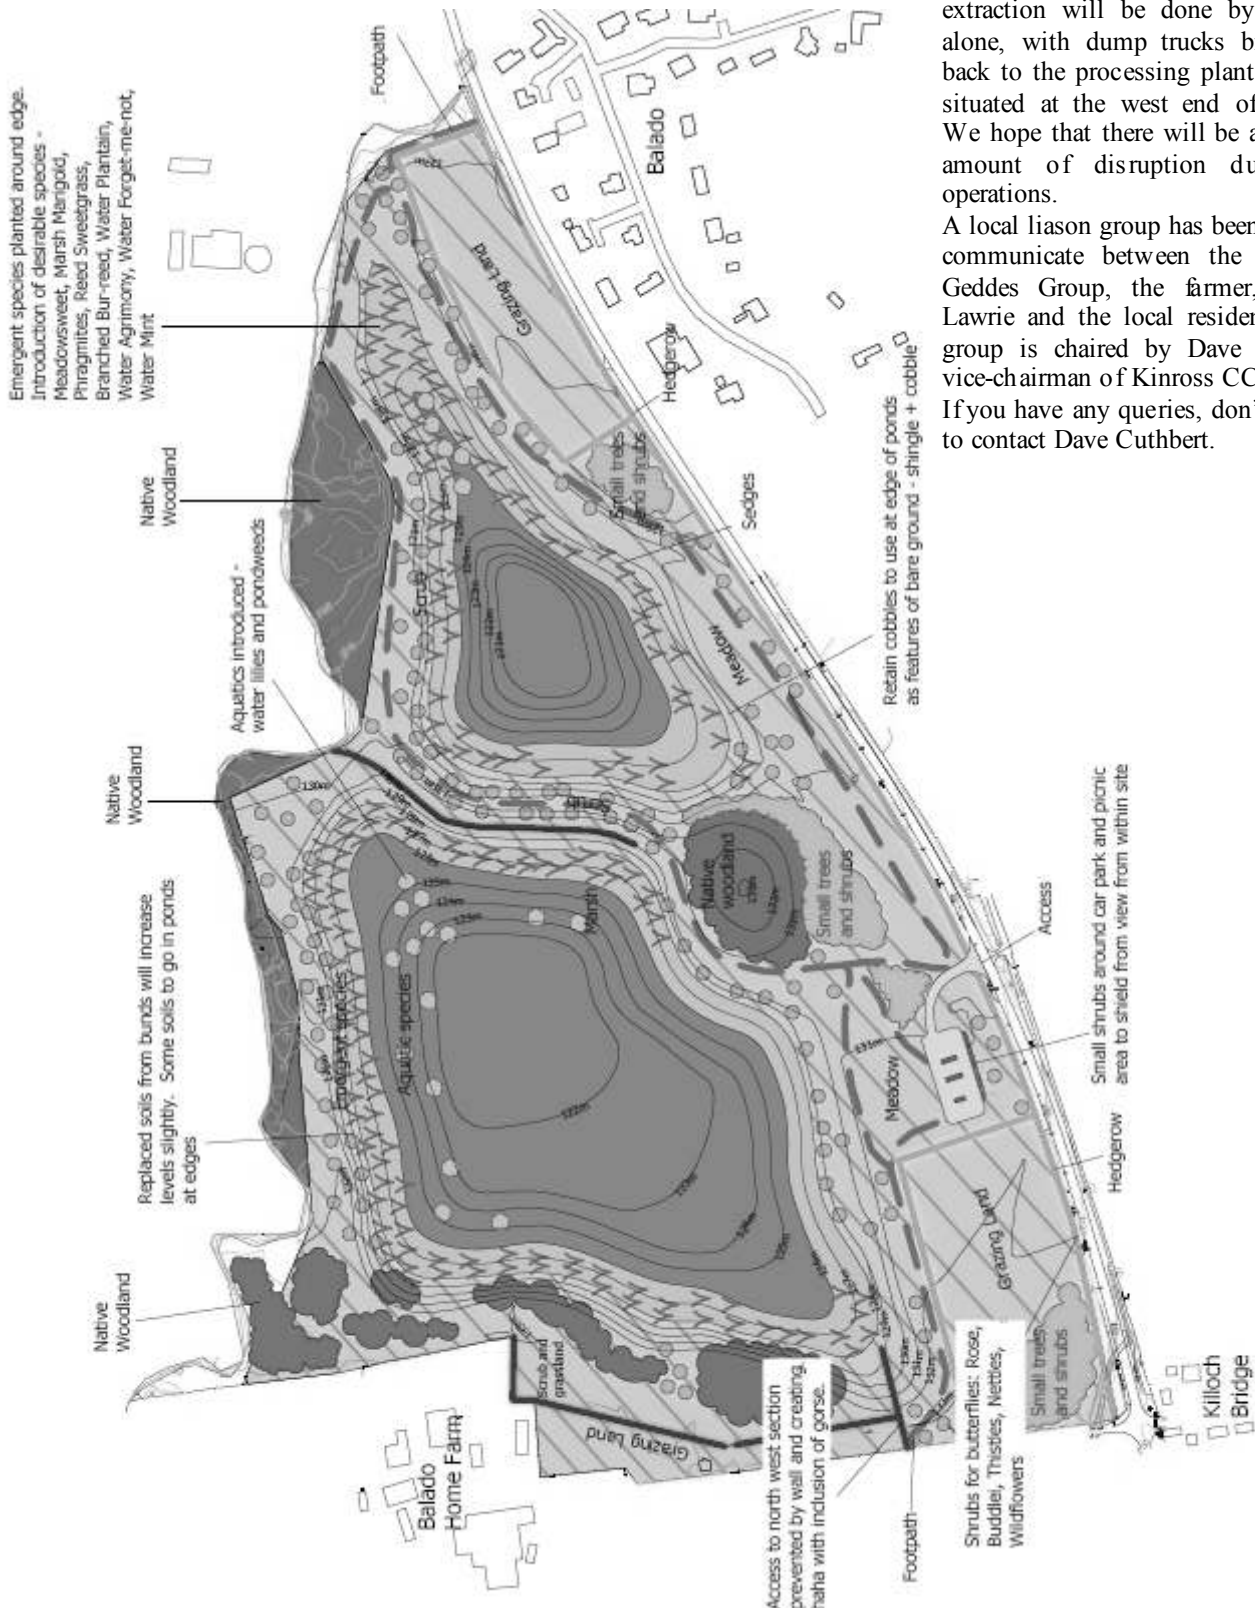 extraction will be done by
alone, with dump trucks b
back to the processing plant
situated at the west end of
We hope that there will be a
amount of disruption du
operations.
A local liason group has been
communicate between the
Geddes Group, the farmer,
Lawrie and the local residen
group is chaired by Dave
vice-chairman of Kinross CC
If you have any queries, don'
to contact Dave Cuthbert.
Emergent species planted around edge.
Introduction of desirable species -
Meadowsweet, Marsh Marigold,
Phragmites, Reed Sweetgrass,
Branched Bur-reed, Water Plantain,
Water Agrimony, Water Forget-me-not,
Water Mint
Footpath
Balado
Grazing Land
Hedgerow
Native
Woodland
Small trees
and shrubs
Sedges
Aquatics introduced -
water lilies and pondweeds
Scrub
Meadow
Retain cobbles to use at edge of ponds
as features of bare ground - shingle + cobble
Native
Woodland
130m
Scrub
Native
woodland
Small trees
and shrubs
Marsh
Replaced soils from bunds will increase
levels slightly. Some soils to go in ponds
at edges
Emergent species
Aquatic species
125m
124m
123m
122m
131m
Access
Meadow
Small shrubs around car park and picnic
area to shield from view from within site
Hedgerow
Native
Woodland
Grazing Land
Small trees
and shrubs
Scrub and
grassland
Grazing Land
Balado
Home Farm
Access to north west section
prevented by wall and creating
haha with inclusion of gorse.
Footpath
Shrubs for butterflies: Rose,
Buddlei, Thistles, Nettles,
Wildflowers
Killoch
Bridge